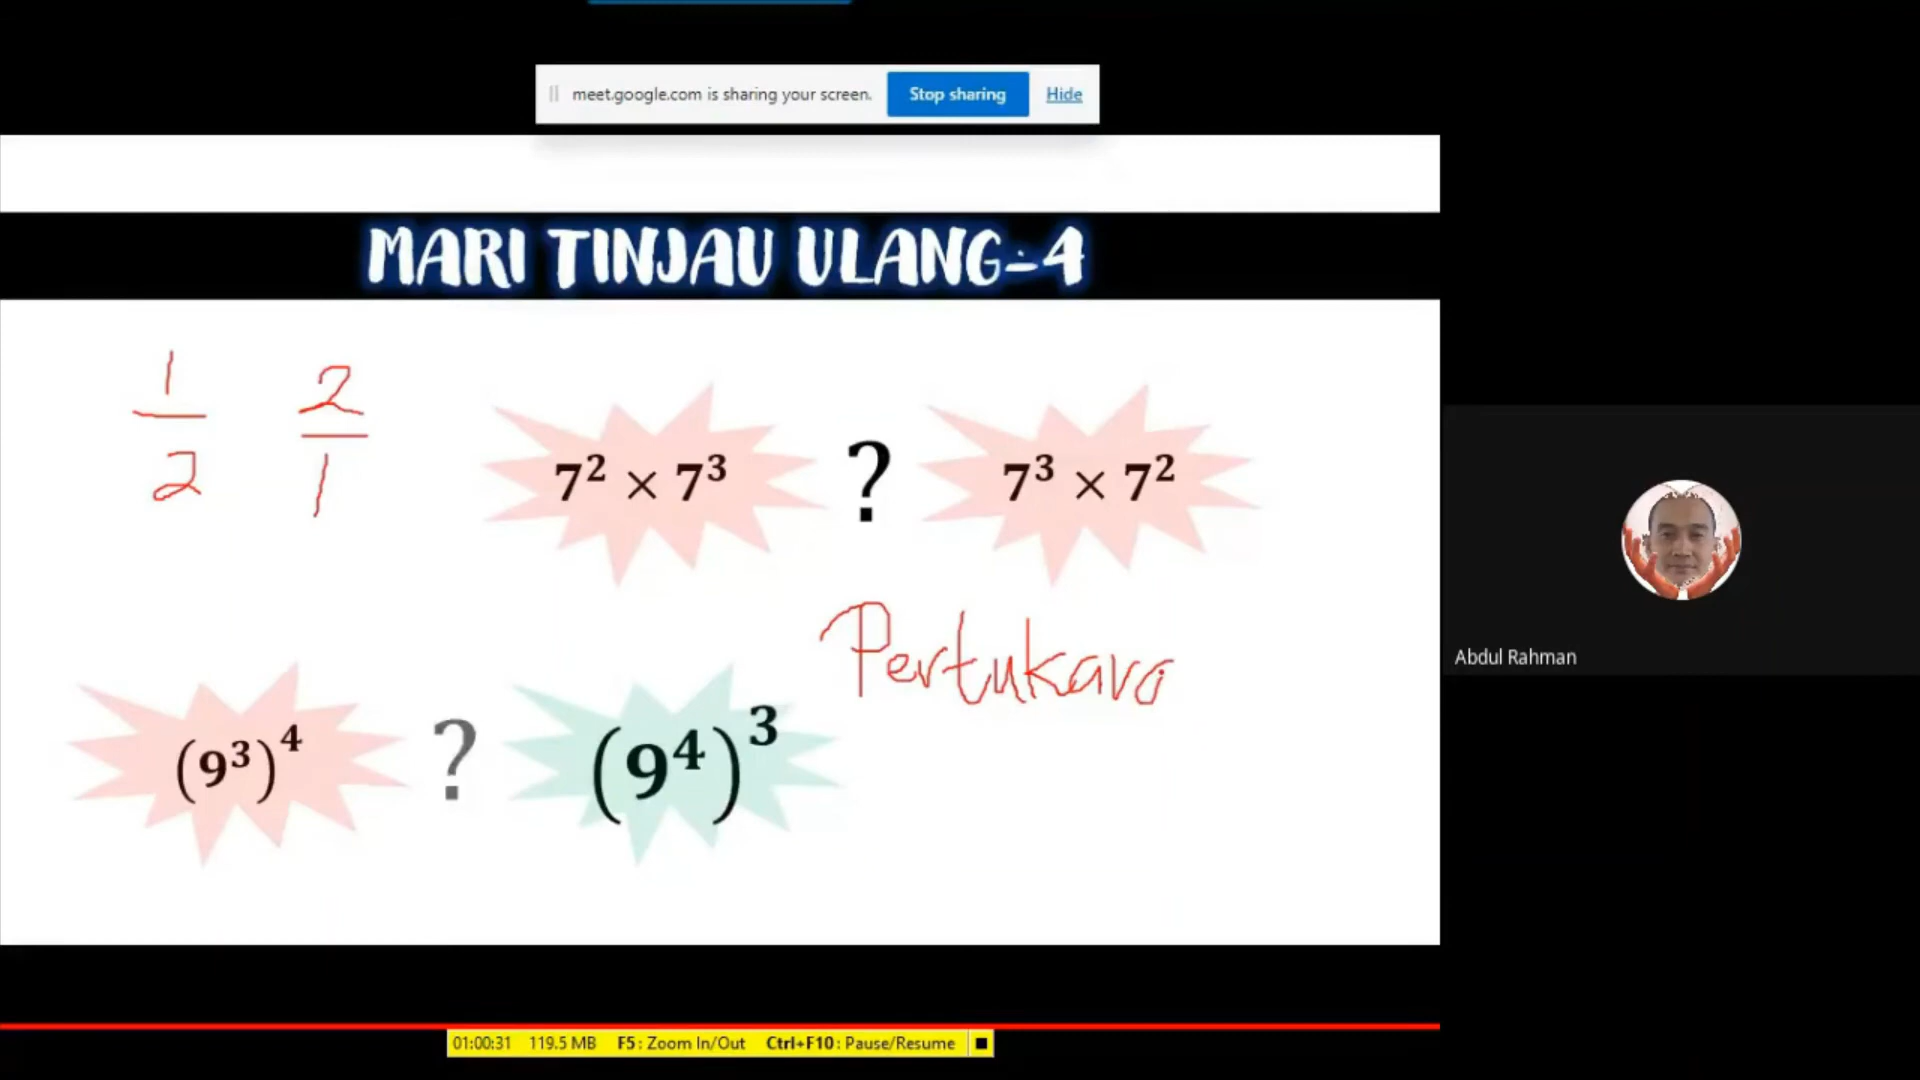 meet.google.com is sharing your screen. Stop sharing Hide
MARI TINJAU ULANG-4
1/2 2/1
7² × 7³ ? 7³ × 7²
Pertukara
(9³)⁴ ? (9⁴)³
Abdul Rahman
01:00:31 119.5 MB F5: Zoom In/Out Ctrl+F10: Pause/Resume